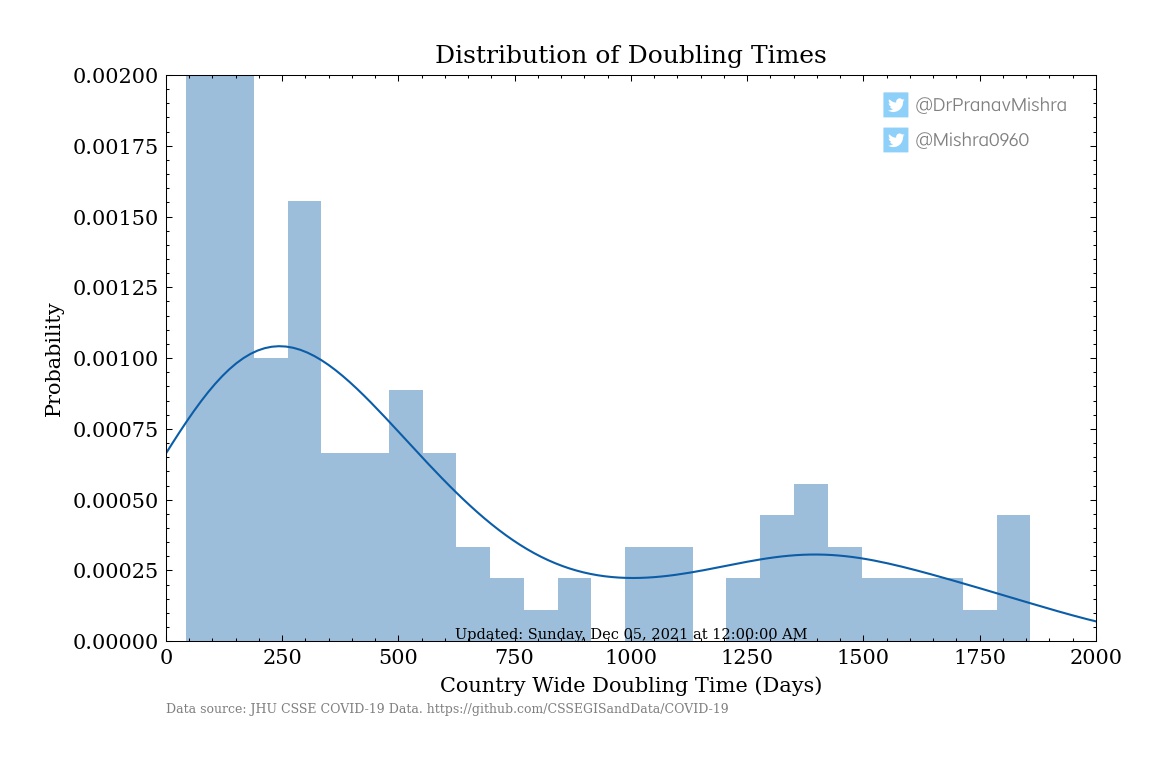 Distribution of Doubling Times
@DrPranavMishra
@Mishra0960
0.00200
0.00175
0.00150
0.00125
0.00100
0.00075
0.00050
0.00025
0.00000
Probability
Updated: Sunday, Dec 05, 2021 at 12:00:00 AM
0 250 500 750 1000 1250 1500 1750 2000
Country Wide Doubling Time (Days)
Data source: JHU CSSE COVID-19 Data. https://github.com/CSSEGISandData/COVID-19